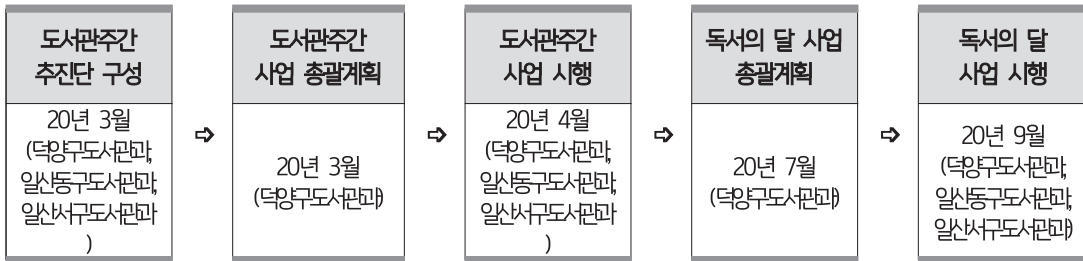 도서관주간
추진단 구성
20년 3월
(덕양구도서관과,
일산동구도서관과,
일산서구도서관과
)
⇨
도서관주간
사업 총괄계획
20년 3월
(덕양구도서관과)
⇨
도서관주간
사업 시행
20년 4월
(덕양구도서관과,
일산동구도서관과,
일산서구도서관과
)
⇨
독서의 달 사업
총괄계획
20년 7월
(덕양구도서관과)
⇨
독서의 달
사업 시행
20년 9월
(덕양구도서관과,
일산동구도서관과,
일산서구도서관과)